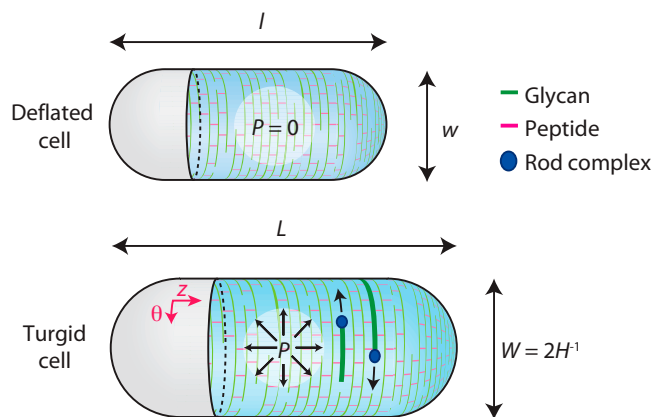 l
Deflated
cell
P = 0
w
Glycan
Peptide
Rod complex
L
z
θ
Turgid
cell
P
W = 2H⁻¹